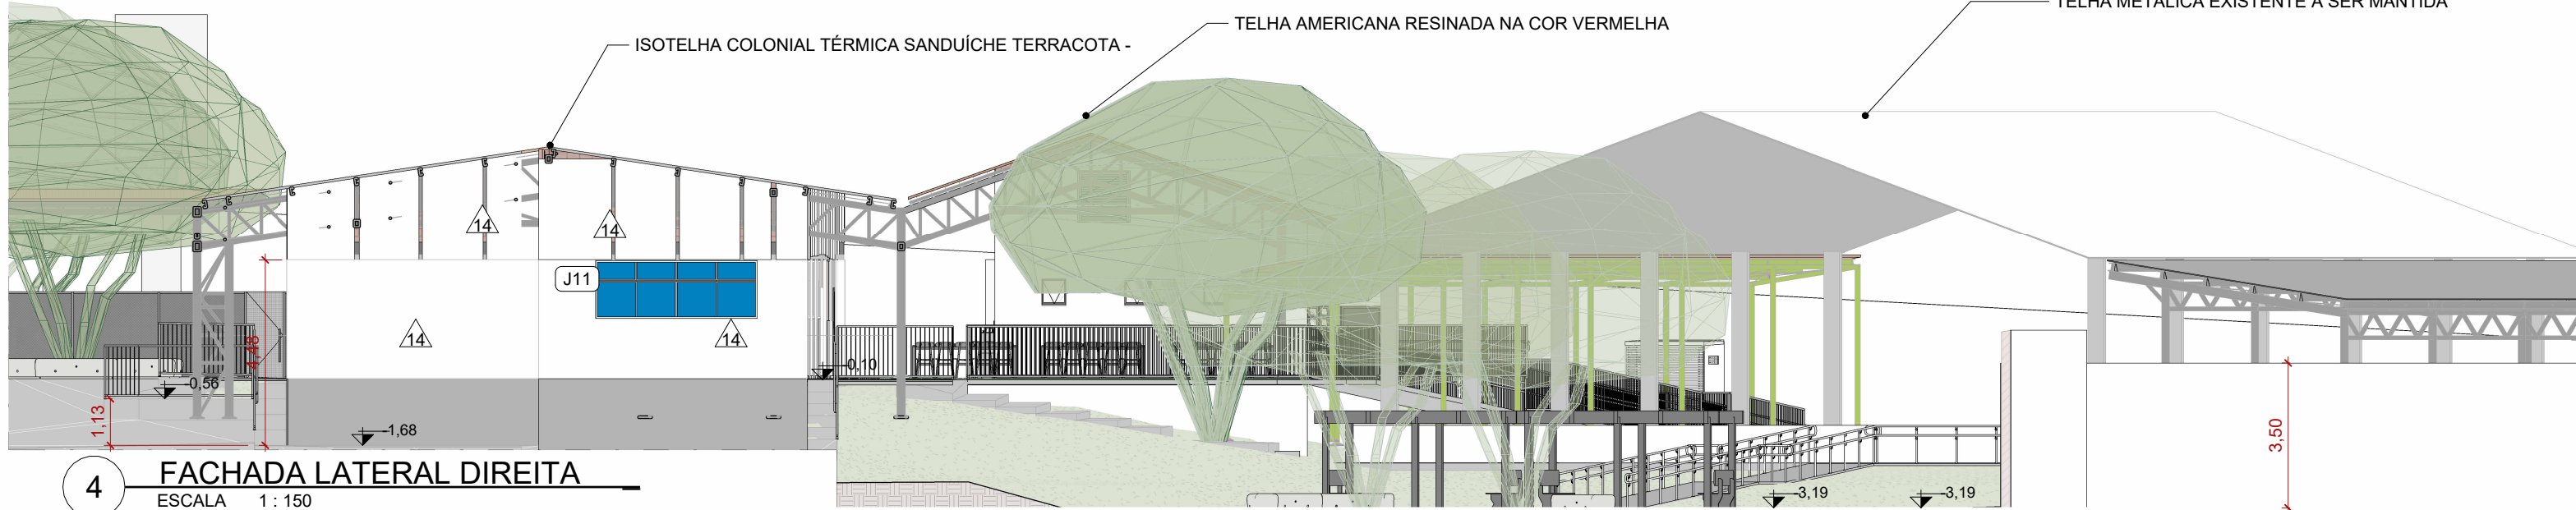 TELHA METÁLICA EXISTENTE A SER MANTIDA
TELHA AMERICANA RESINADA NA COR VERMELHA
ISOTELHA COLONIAL TÉRMICA SANDUÍCHE TERRACOTA -
14
14
J11
14
14
4,48
-0,56
-0,10
1,13
-1,68
3,50
-3,19
-3,19
4
FACHADA LATERAL DIREITA
ESCALA 1 : 150